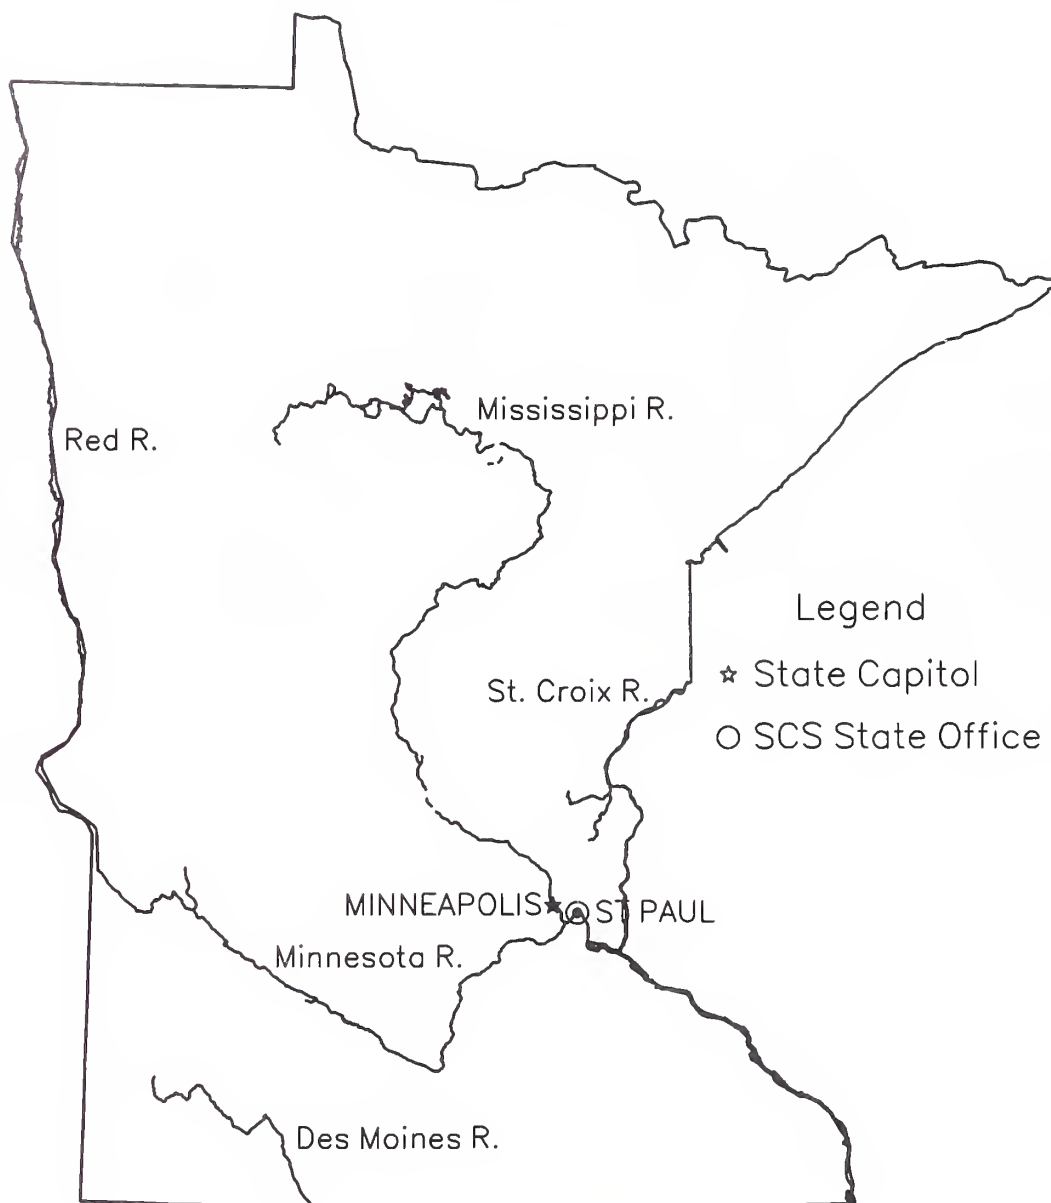 Mississippi R.
Red R.
Legend
State Capitol
St. Croix R.
SCS State Office
MINNEAPOLIS
ST PAUL
Minnesota R.
Des Moines R.